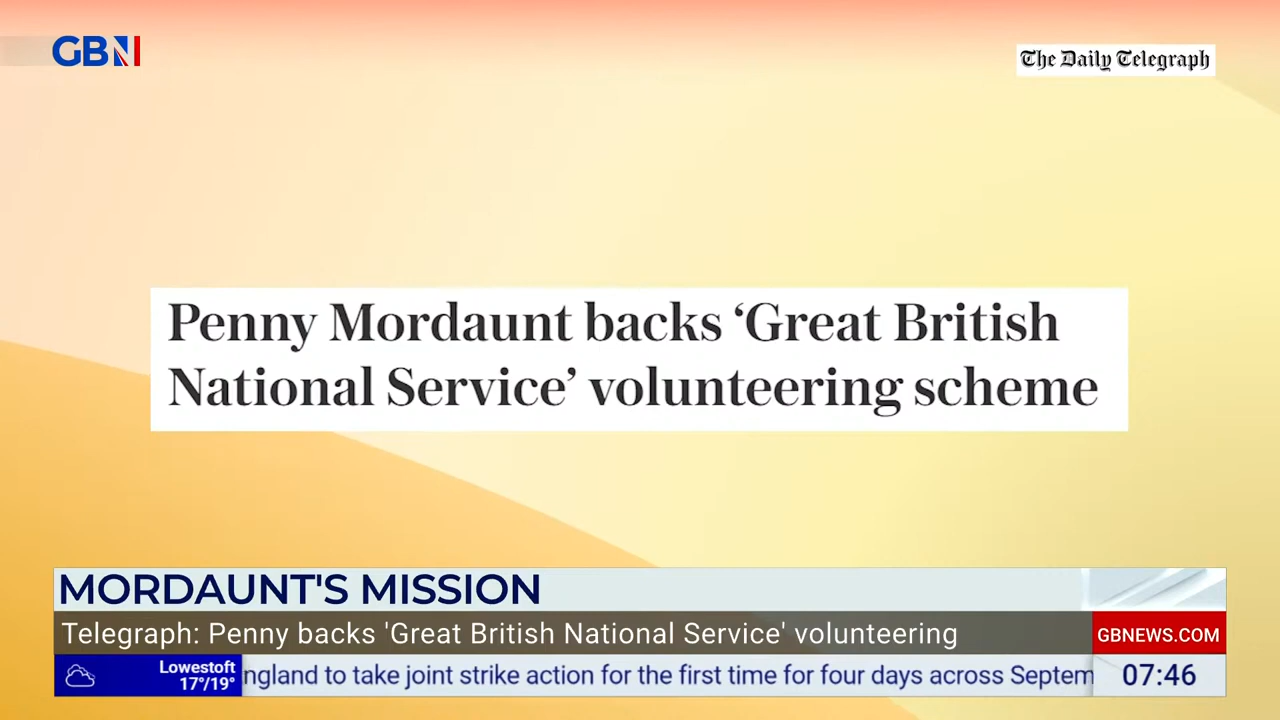 GBN
The Daily Telegraph
Penny Mordaunt backs ‘Great British
National Service’ volunteering scheme
MORDAUNT'S MISSION
Telegraph: Penny backs 'Great British National Service' volunteering
GBNEWS.COM
Lowestoft
17°/19°
ngland to take joint strike action for the first time for four days across Septem
07:46